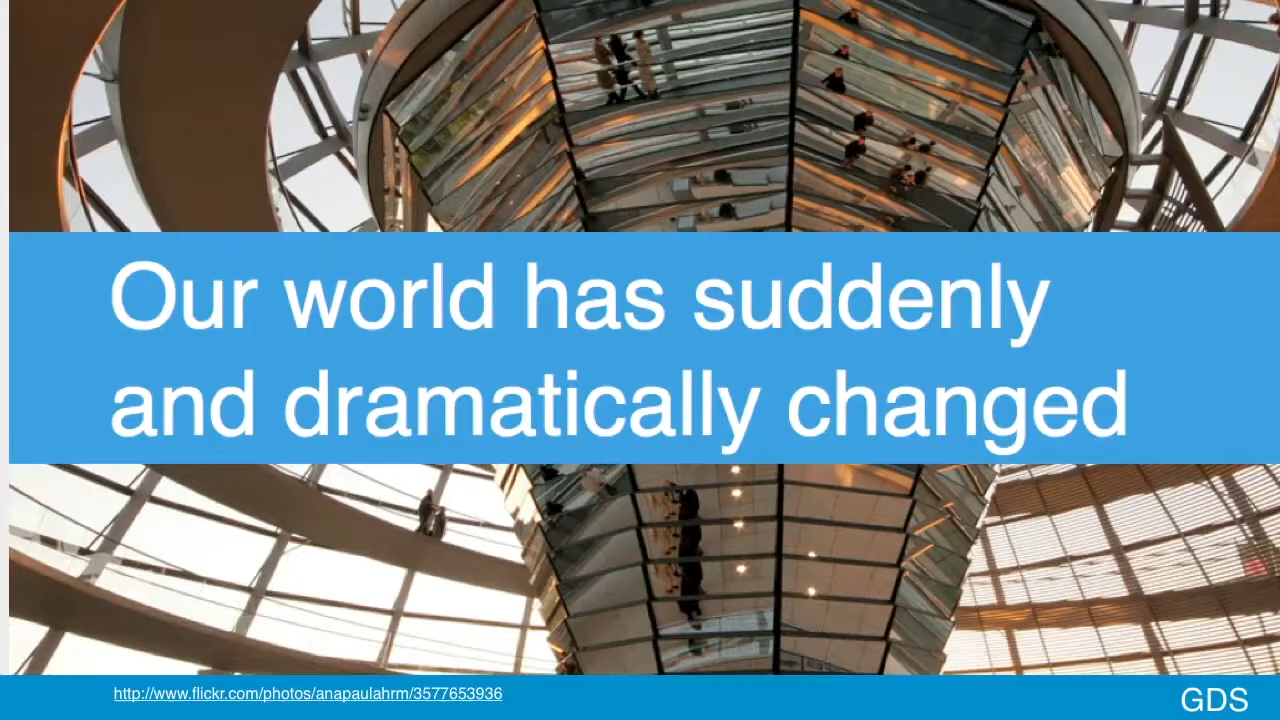 Our world has suddenly
and dramatically changed
http://www.flickr.com/photos/anapaulahrm/3577653936
GDS